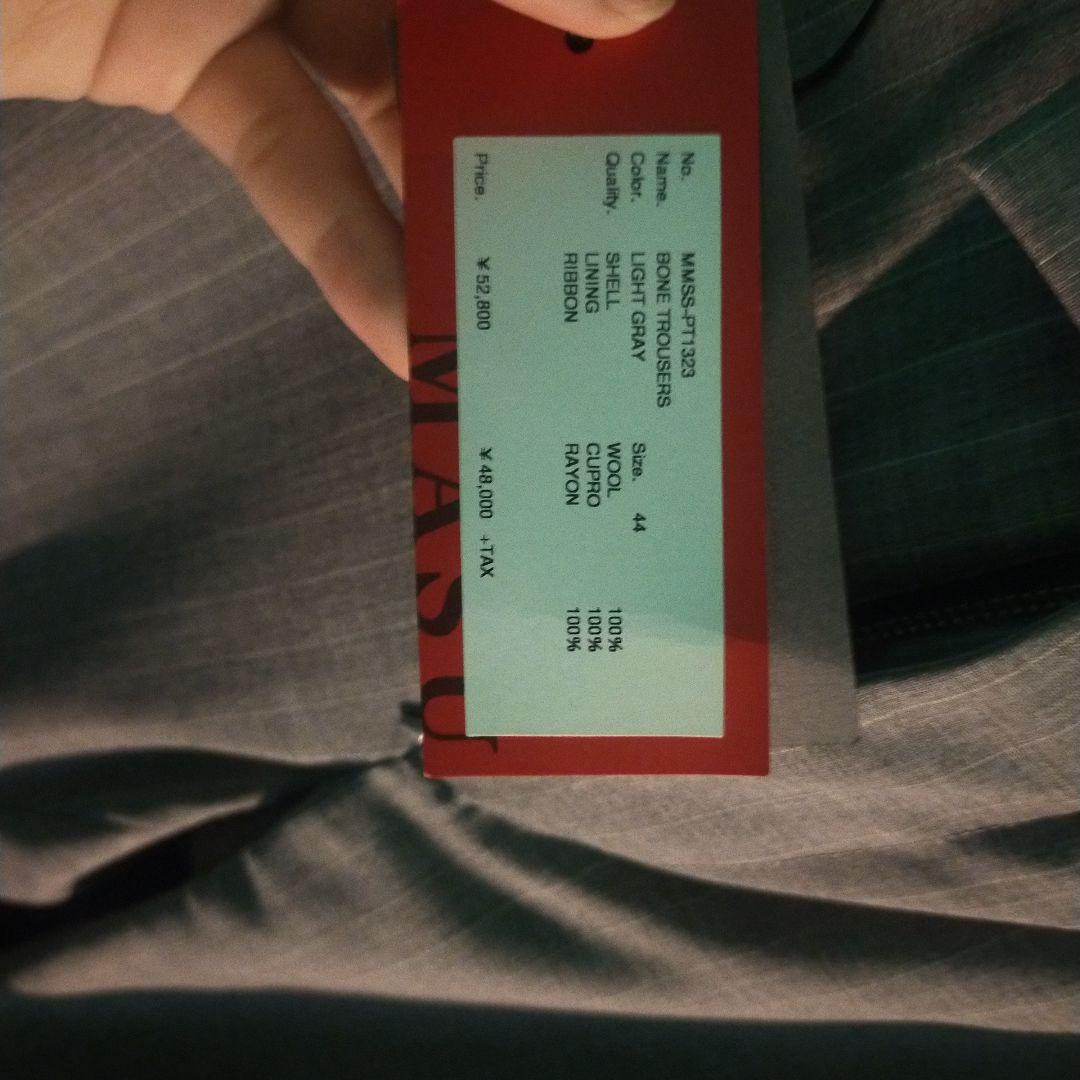 No. MMSS-PT1323
Name. BONE TROUSERS
Color. LIGHT GRAY Size. 44
Quality. SHELL WOOL 100%
LINING CUPRO 100%
RIBBON RAYON 100%
Price. ¥52,800 ¥48,000 +TAX
MASU